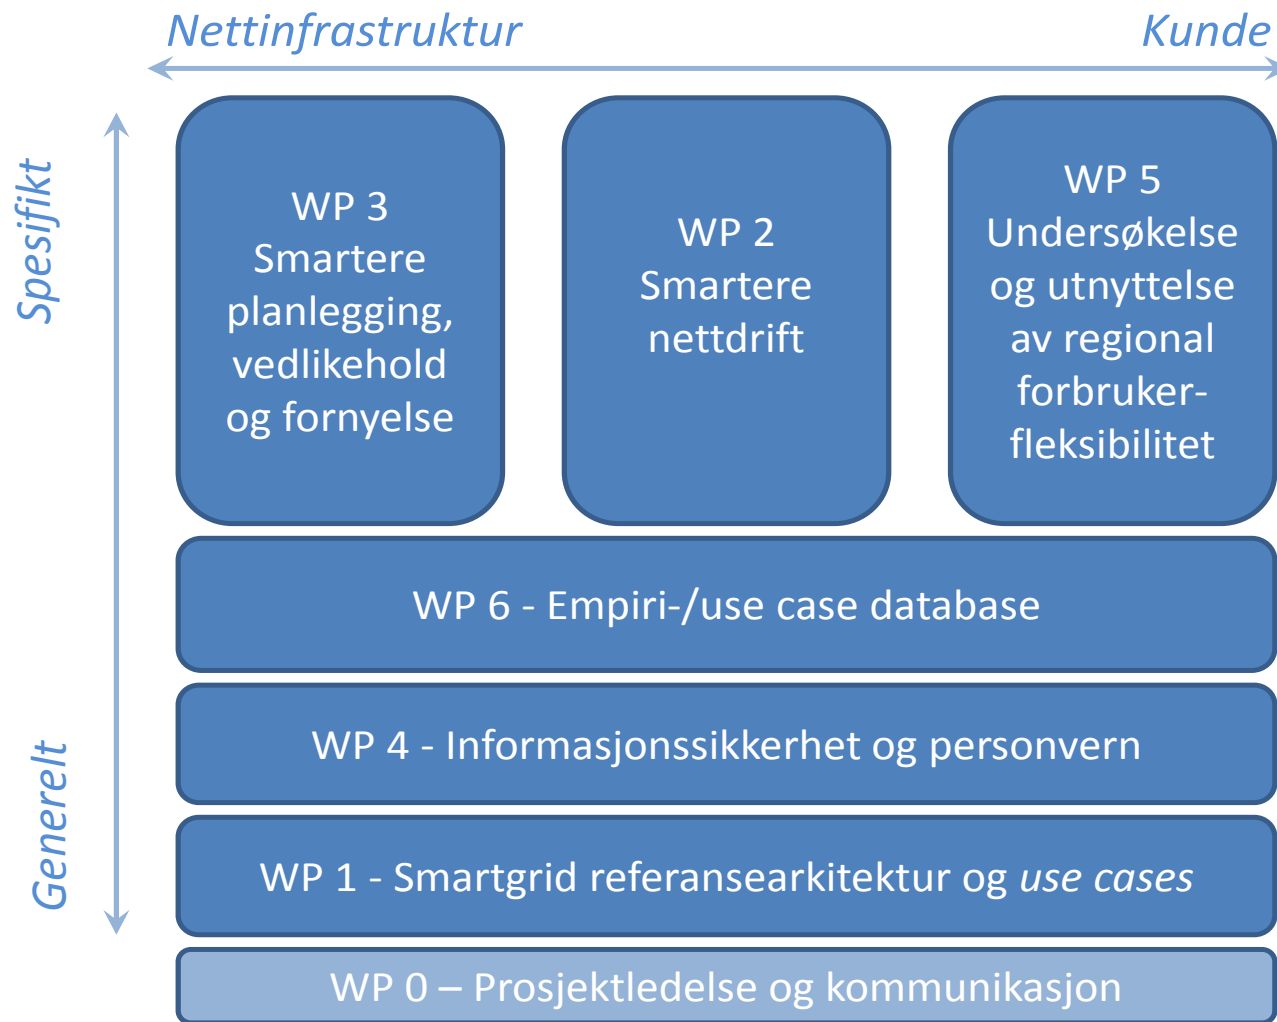 Nettinfrastruktur
Kunde
Spesifikt
Generelt
WP 3
Smartere
planlegging,
vedlikehold
og fornyelse
WP 2
Smartere
nettdrift
WP 5
Undersøkelse
og utnyttelse
av regional
forbruker-
fleksibilitet
WP 6 - Empiri-/use case database
WP 4 - Informasjonssikkerhet og personvern
WP 1 - Smartgrid referansearkitektur og use cases
WP 0 – Prosjektledelse og kommunikasjon